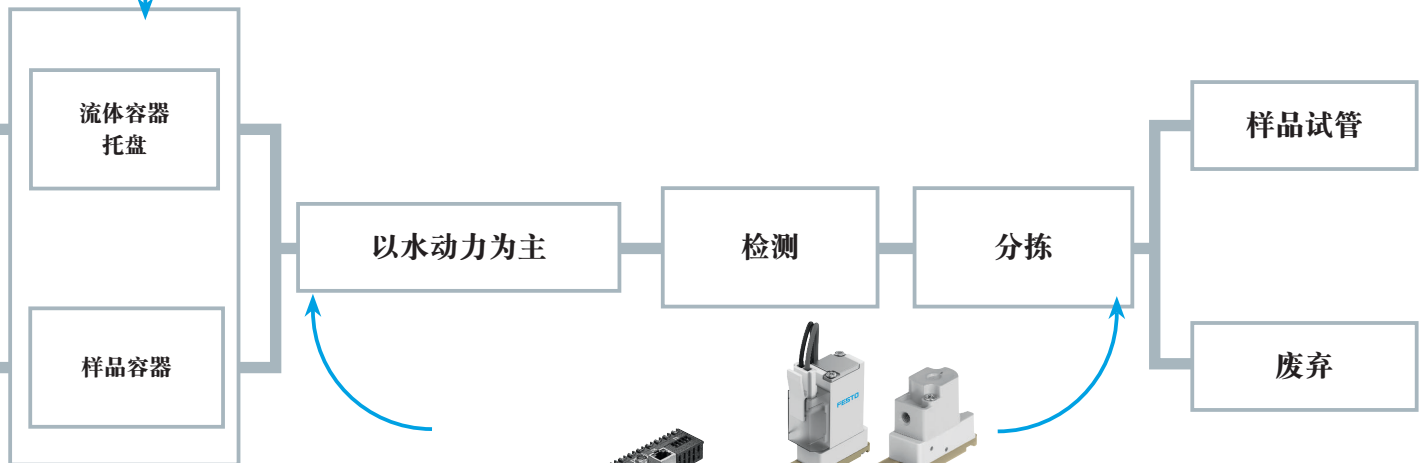 流体容器
托盘
样品容器
以水动力为主
检测
分拣
样品试管
废弃
FESTO